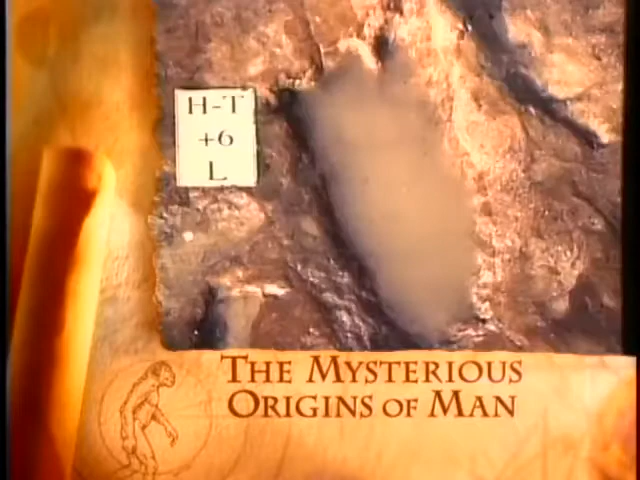 H-T
+6
L
THE MYSTERIOUS
ORIGINS OF MAN